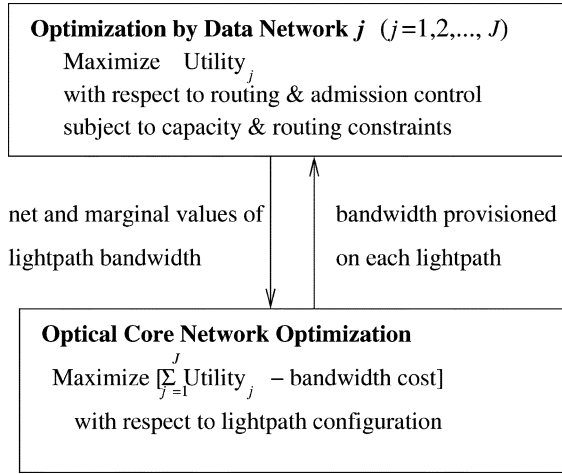 Optimization by Data Network j (j=1,2,..., J)
Maximize Utility_j
with respect to routing & admission control
subject to capacity & routing constraints
net and marginal values of
lightpath bandwidth
bandwidth provisioned
on each lightpath
Optical Core Network Optimization
Maximize [Σ_{j=1}^{J} Utility_j − bandwidth cost]
with respect to lightpath configuration